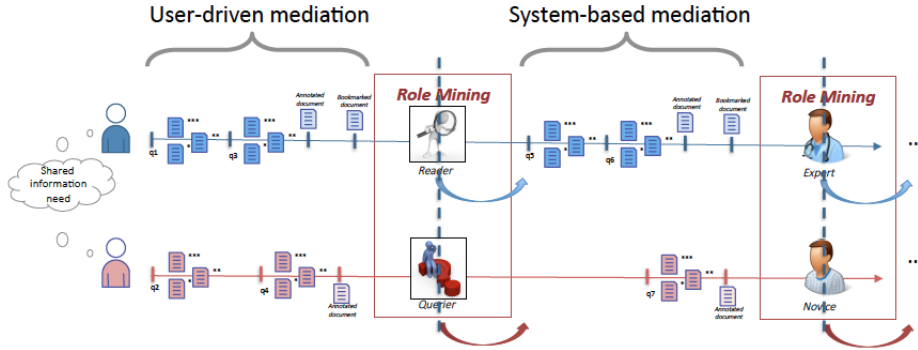 User-driven mediation
System-based mediation
Annotated
document
Bookmarked
document
Role Mining
Annotated
document
Bookmarked
document
Role Mining
***
***
***
***
**
**
**
**
*
*
*
*
q1
q3
Reader
q5
q6
Expert
...
Shared
information
need
***
***
***
**
**
**
*
*
*
q2
q4
Annotated
document
Querier
q7
Annotated
document
Novice
...